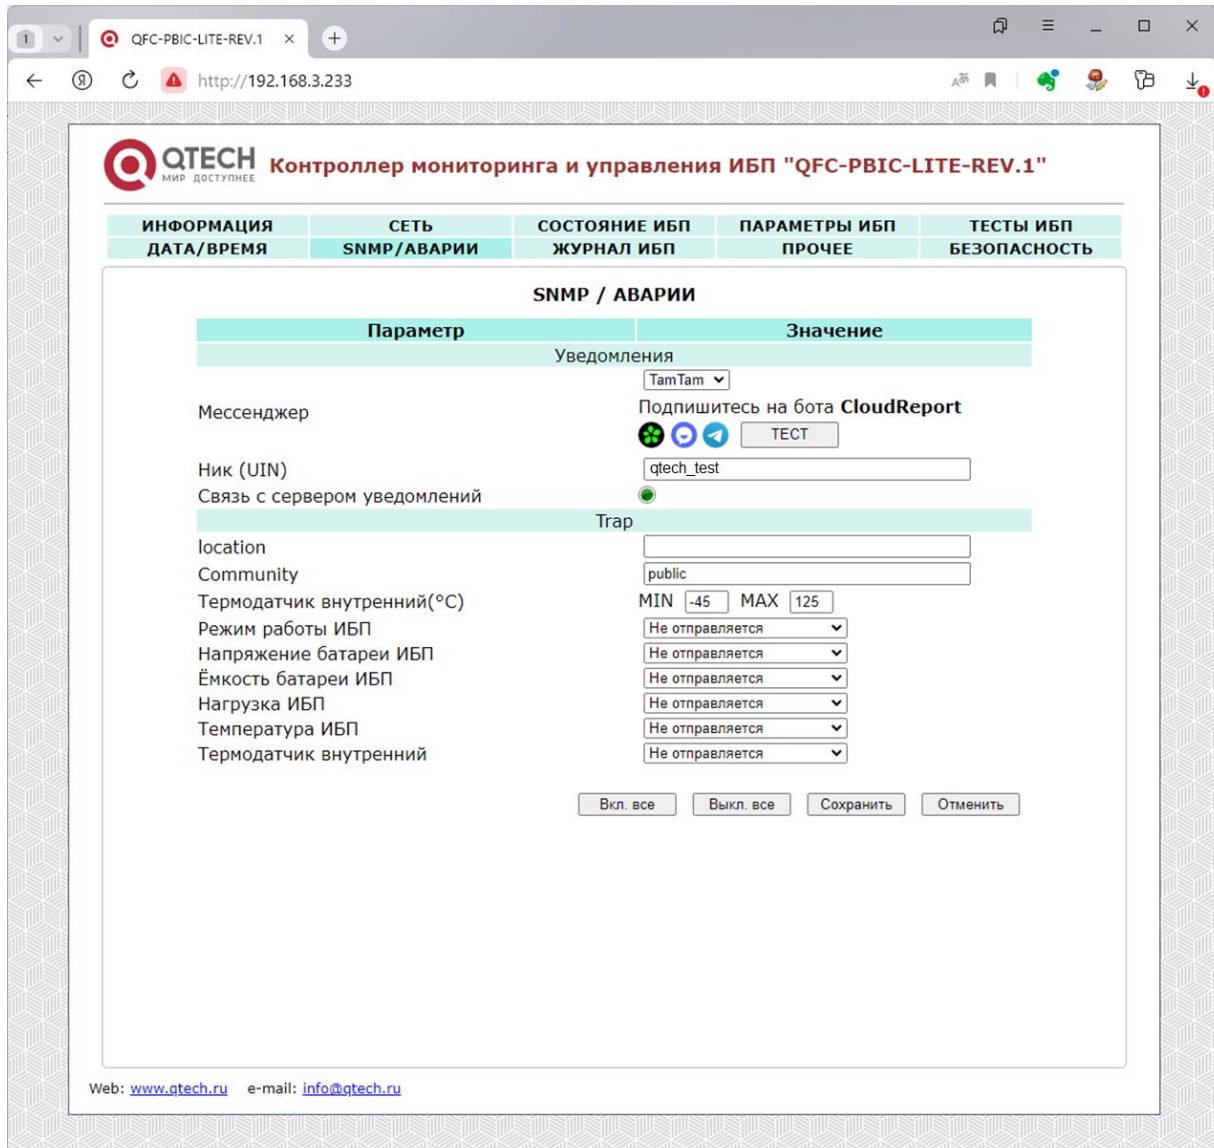 1
QFC-PBIC-LITE-REV.1
http://192.168.3.233
QTECH
МИР ДОСТУПНЕЕ
Контроллер мониторинга и управления ИБП "QFC-PBIC-LITE-REV.1"
ИНФОРМАЦИЯ СЕТЬ СОСТОЯНИЕ ИБП ПАРАМЕТРЫ ИБП ТЕСТЫ ИБП
ДАТА/ВРЕМЯ SNMP/АВАРИИ ЖУРНАЛ ИБП ПРОЧЕЕ БЕЗОПАСНОСТЬ
SNMP / АВАРИИ
Параметр Значение
Уведомления
TamTam
Мессенджер Подпишитесь на бота CloudReport
ТЕСТ
Ник (UIN) qtech_test
Связь с сервером уведомлений
Trap
location
Community public
Термодатчик внутренний(°C) MIN -45 MAX 125
Режим работы ИБП Не отправляется
Напряжение батареи ИБП Не отправляется
Ёмкость батареи ИБП Не отправляется
Нагрузка ИБП Не отправляется
Температура ИБП Не отправляется
Термодатчик внутренний Не отправляется
Вкл. все Выкл. все Сохранить Отменить
Web: www.qtech.ru e-mail: info@qtech.ru